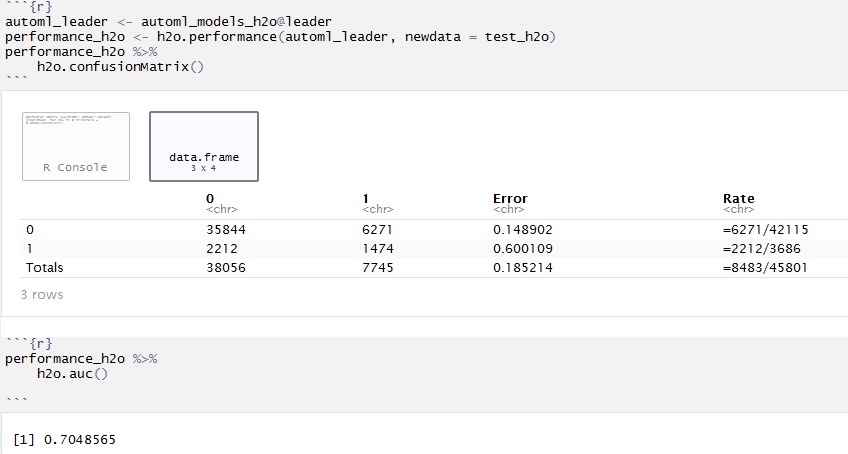 ```{r}
automl_leader <- automl_models_h2o@leader
performance_h2o <- h2o.performance(automl_leader, newdata = test_h2o)
performance_h2o %>%
    h2o.confusionMatrix()
```
R Console
data.frame
3 x 4
0 1 Error Rate
<chr> <chr> <chr> <chr>
0 35844 6271 0.148902 =6271/42115
1 2212 1474 0.600109 =2212/3686
Totals 38056 7745 0.185214 =8483/45801
3 rows
```{r}
performance_h2o %>%
    h2o.auc()
```
[1] 0.7048565